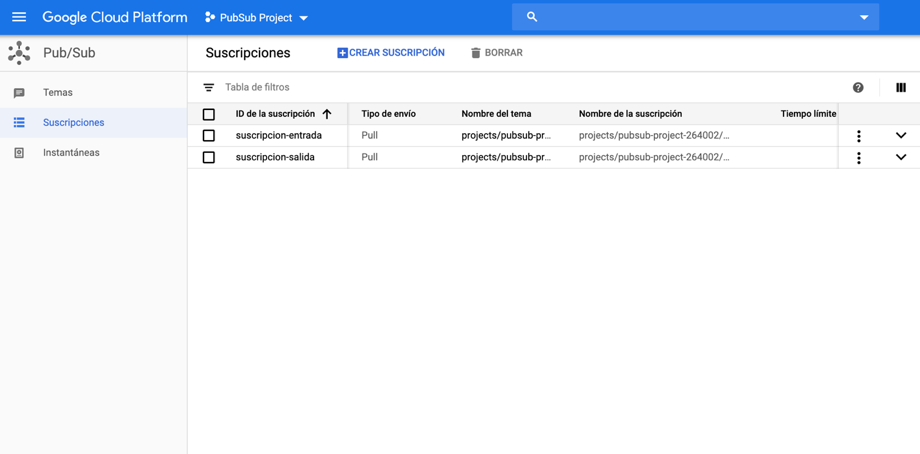 Google Cloud Platform PubSub Project
Pub/Sub
Suscripciones CREAR SUSCRIPCIÓN BORRAR
Temas
Suscripciones
Instantáneas
Tabla de filtros
ID de la suscripción Tipo de envío Nombre del tema Nombre de la suscripción Tiempo límite
suscripcion-entrada Pull projects/pubsub-pr... projects/pubsub-project-264002/...
suscripcion-salida Pull projects/pubsub-pr... projects/pubsub-project-264002/...